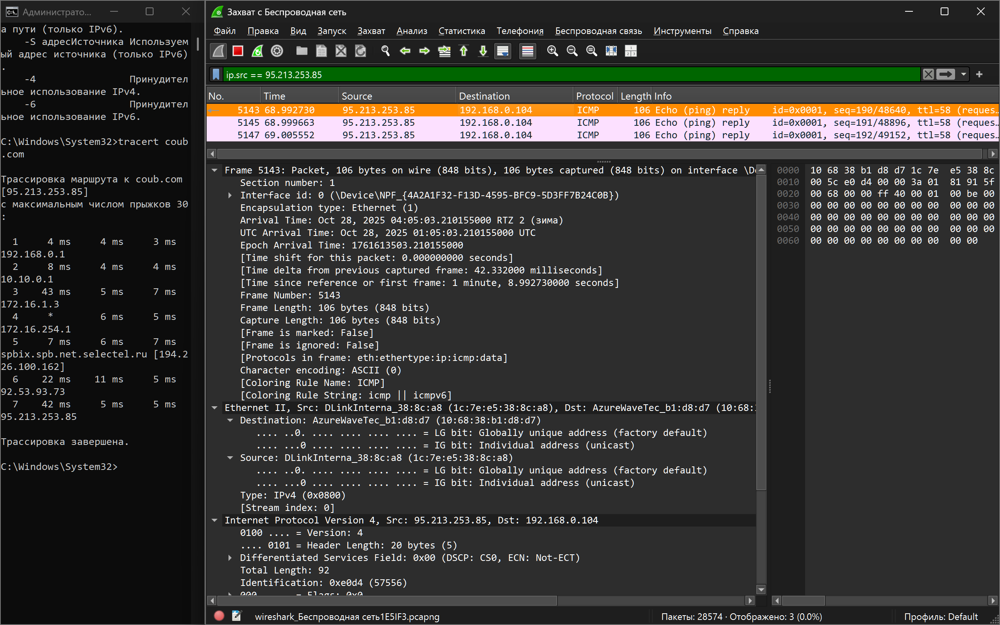 Администрато...
а пути (только IPv6).
-S адресИсточника Используем
ый адрес источника (только IPv6)
.
-4 Принудител
ьное использование IPv4.
-6 Принудител
ьное использование IPv6.
C:\Windows\System32>tracert coub
.com
Трассировка маршрута к coub.com
[95.213.253.85]
с максимальным числом прыжков 30
:
1 4 ms 4 ms 3 ms
192.168.0.1
2 8 ms 4 ms 4 ms
10.10.0.1
3 43 ms 5 ms 7 ms
172.16.1.3
4 * 6 ms 5 ms
172.16.254.1
5 7 ms 6 ms 7 ms
spbix.spb.net.selectel.ru [194.2
26.100.162]
6 22 ms 11 ms 5 ms
92.53.93.73
7 42 ms 5 ms 5 ms
95.213.253.85
Трассировка завершена.
C:\Windows\System32>
Захват с Беспроводная сеть
Файл Правка Вид Запуск Захват Анализ Статистика Телефония Беспроводная связь Инструменты Справка
ip.src == 95.213.253.85
No. Time Source Destination Protocol Length Info
5143 68.992730 95.213.253.85 192.168.0.104 ICMP 106 Echo (ping) reply id=0x0001, seq=190/48640, ttl=58 (reques…
5145 68.999663 95.213.253.85 192.168.0.104 ICMP 106 Echo (ping) reply id=0x0001, seq=191/48896, ttl=58 (reques…
5147 69.005552 95.213.253.85 192.168.0.104 ICMP 106 Echo (ping) reply id=0x0001, seq=192/49152, ttl=58 (reques…
Frame 5143: Packet, 106 bytes on wire (848 bits), 106 bytes captured (848 bits) on interface \De
Section number: 1
Interface id: 0 (\Device\NPF_{4A2A1F32-F13D-4595-BFC9-5D3FF7B24C0B})
Encapsulation type: Ethernet (1)
Arrival Time: Oct 28, 2025 04:05:03.210155000 RTZ 2 (зима)
UTC Arrival Time: Oct 28, 2025 01:05:03.210155000 UTC
Epoch Arrival Time: 1761613503.210155000
[Time shift for this packet: 0.000000000 seconds]
[Time delta from previous captured frame: 42.332000 milliseconds]
[Time since reference or first frame: 1 minute, 8.992730000 seconds]
Frame Number: 5143
Frame Length: 106 bytes (848 bits)
Capture Length: 106 bytes (848 bits)
[Frame is marked: False]
[Frame is ignored: False]
[Protocols in frame: eth:ethertype:ip:icmp:data]
Character encoding: ASCII (0)
[Coloring Rule Name: ICMP]
[Coloring Rule String: icmp || icmpv6]
Ethernet II, Src: DLinkInterna_38:8c:a8 (1c:7e:e5:38:8c:a8), Dst: AzureWaveTec_b1:d8:d7 (10:68:
Destination: AzureWaveTec_b1:d8:d7 (10:68:38:b1:d8:d7)
.... ..0. .... .... .... .... = LG bit: Globally unique address (factory default)
.... ...0 .... .... .... .... = IG bit: Individual address (unicast)
Source: DLinkInterna_38:8c:a8 (1c:7e:e5:38:8c:a8)
.... ..0. .... .... .... .... = LG bit: Globally unique address (factory default)
.... ...0 .... .... .... .... = IG bit: Individual address (unicast)
Type: IPv4 (0x0800)
[Stream index: 0]
Internet Protocol Version 4, Src: 95.213.253.85, Dst: 192.168.0.104
0100 .... = Version: 4
.... 0101 = Header Length: 20 bytes (5)
Differentiated Services Field: 0x00 (DSCP: CS0, ECN: Not-ECT)
Total Length: 92
Identification: 0xe0d4 (57556)
000. .... = Flags: 0x0
0000 10 68 38 b1 d8 d7 1c 7e e5 38 8c
0010 00 5c e0 d4 00 00 3a 01 81 91 5f
0020 00 68 00 00 ff 40 00 01 00 be 00
0030 00 00 00 00 00 00 00 00 00 00 00
0040 00 00 00 00 00 00 00 00 00 00 00
0050 00 00 00 00 00 00 00 00 00 00 00
0060 00 00 00 00 00 00 00 00 00 00
wireshark_Беспроводная сеть1E5IF3.pcapng
Пакеты: 28574 · Отображено: 3 (0.0%)
Профиль: Default